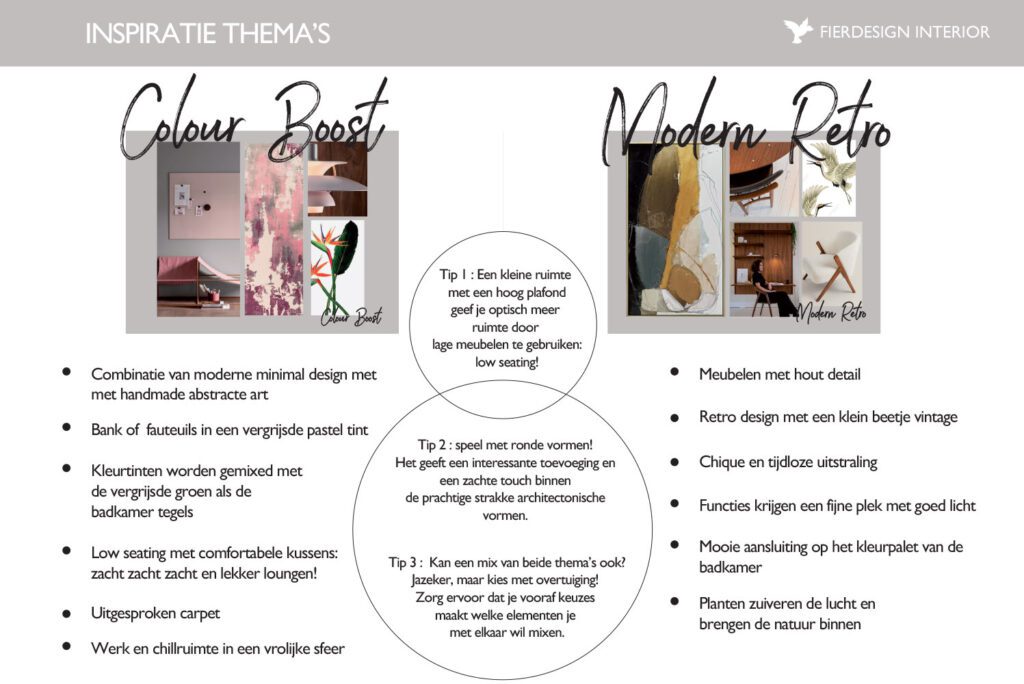 INSPIRATIE THEMA'S
FIERDESIGN INTERIOR
Colour Boost
Colour Boost
Combinatie van moderne minimal design met
met handmade abstracte art
Bank of fauteuils in een vergrijsde pastel tint
Kleurtinten worden gemixed met
de vergrijsde groen als de
badkamer tegels
Low seating met comfortabele kussens:
zacht zacht zacht en lekker loungen!
Uitgesproken carpet
Werk en chillruimte in een vrolijke sfeer
Tip 1 : Een kleine ruimte
met een hoog plafond
geef je optisch meer
ruimte door
lage meubelen te gebruiken:
low seating!
Tip 2 : speel met ronde vormen!
Het geeft een interessante toevoeging en
een zachte touch binnen
de prachtige strakke architectonische
vormen.
Tip 3 : Kan een mix van beide thema's ook?
Jazeker, maar kies met overtuiging!
Zorg ervoor dat je vooraf keuzes
maakt welke elementen je
met elkaar wil mixen.
Modern Retro
Modern Retro
Meubelen met hout detail
Retro design met een klein beetje vintage
Chique en tijdloze uitstraling
Functies krijgen een fijne plek met goed licht
Mooie aansluiting op het kleurpalet van de
badkamer
Planten zuiveren de lucht en
brengen de natuur binnen